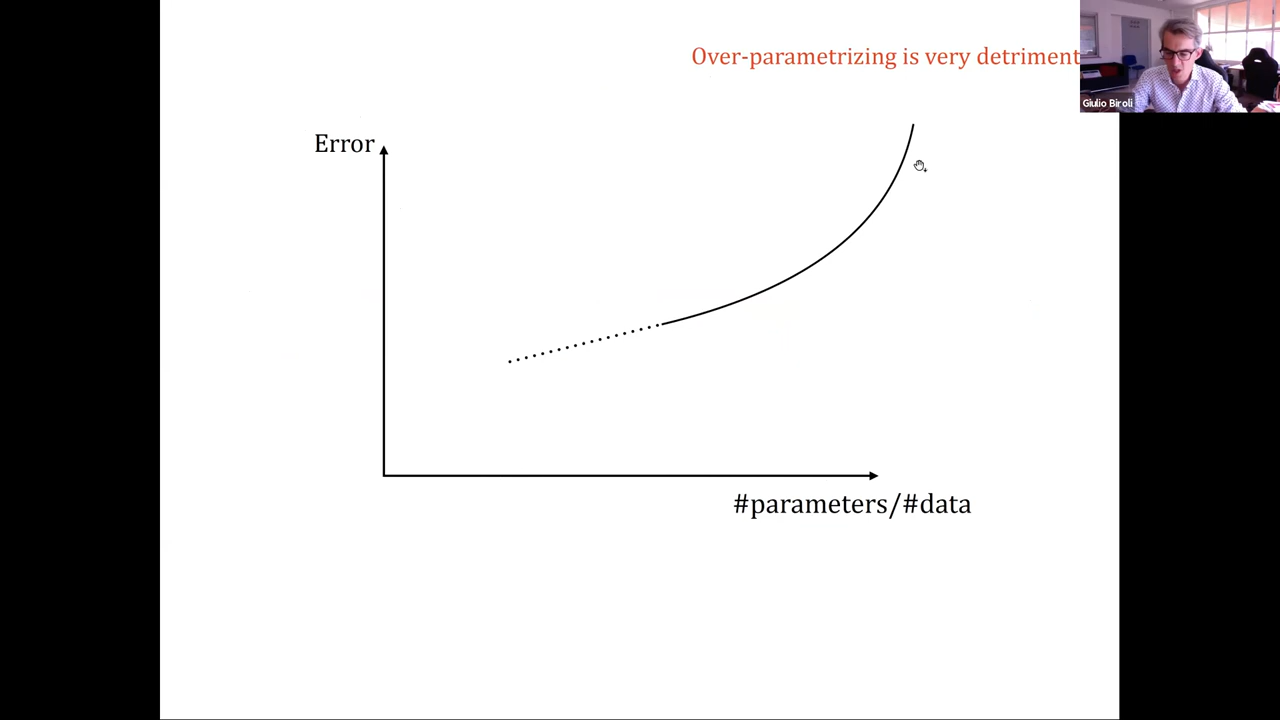 Over-parametrizing is very detriment
Giulio Biroli
Error
#parameters/#data